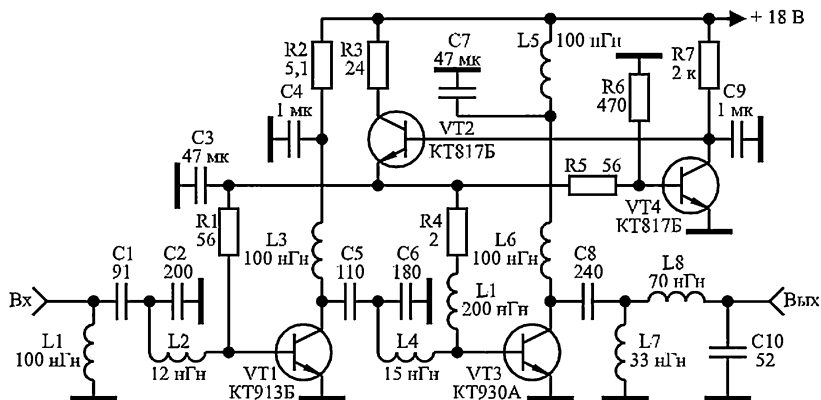 + 18 В
R2
5,1
R3
24
C7
47 мк
L5
100 нГн
R7
2 к
C4
1 мк
R6
470
C9
1 мк
VT2
КТ817Б
C3
47 мк
R5 56
VT4
КТ817Б
R1
56
L3
100 нГн
R4
2
L6
100 нГн
C1
91
C2
200
C5
110
C6
180
L1
200 нГн
C8
240
L8
70 нГн
Вх
Вых
L1
100 нГн
L2
12 нГн
VT1
КТ913Б
L4
15 нГн
VT3
КТ930А
L7
33 нГн
C10
52